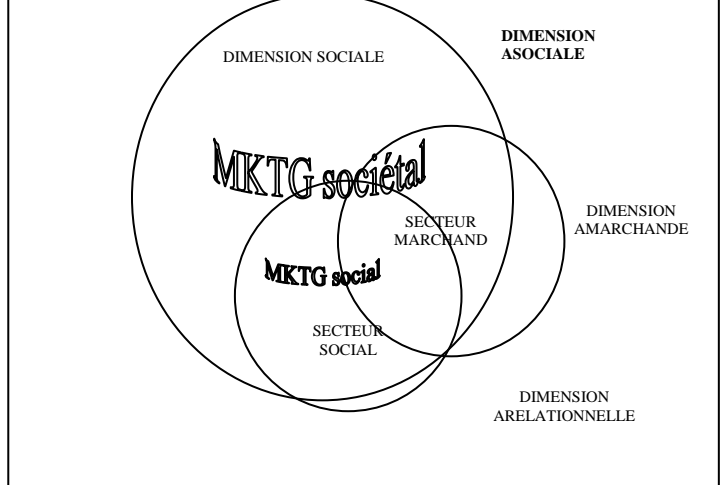 DIMENSION SOCIALE
DIMENSION
ASOCIALE
MKTG sociétal
DIMENSION
AMARCHANDE
SECTEUR
MARCHAND
MKTG social
SECTEUR
SOCIAL
DIMENSION
ARELATIONNELLE